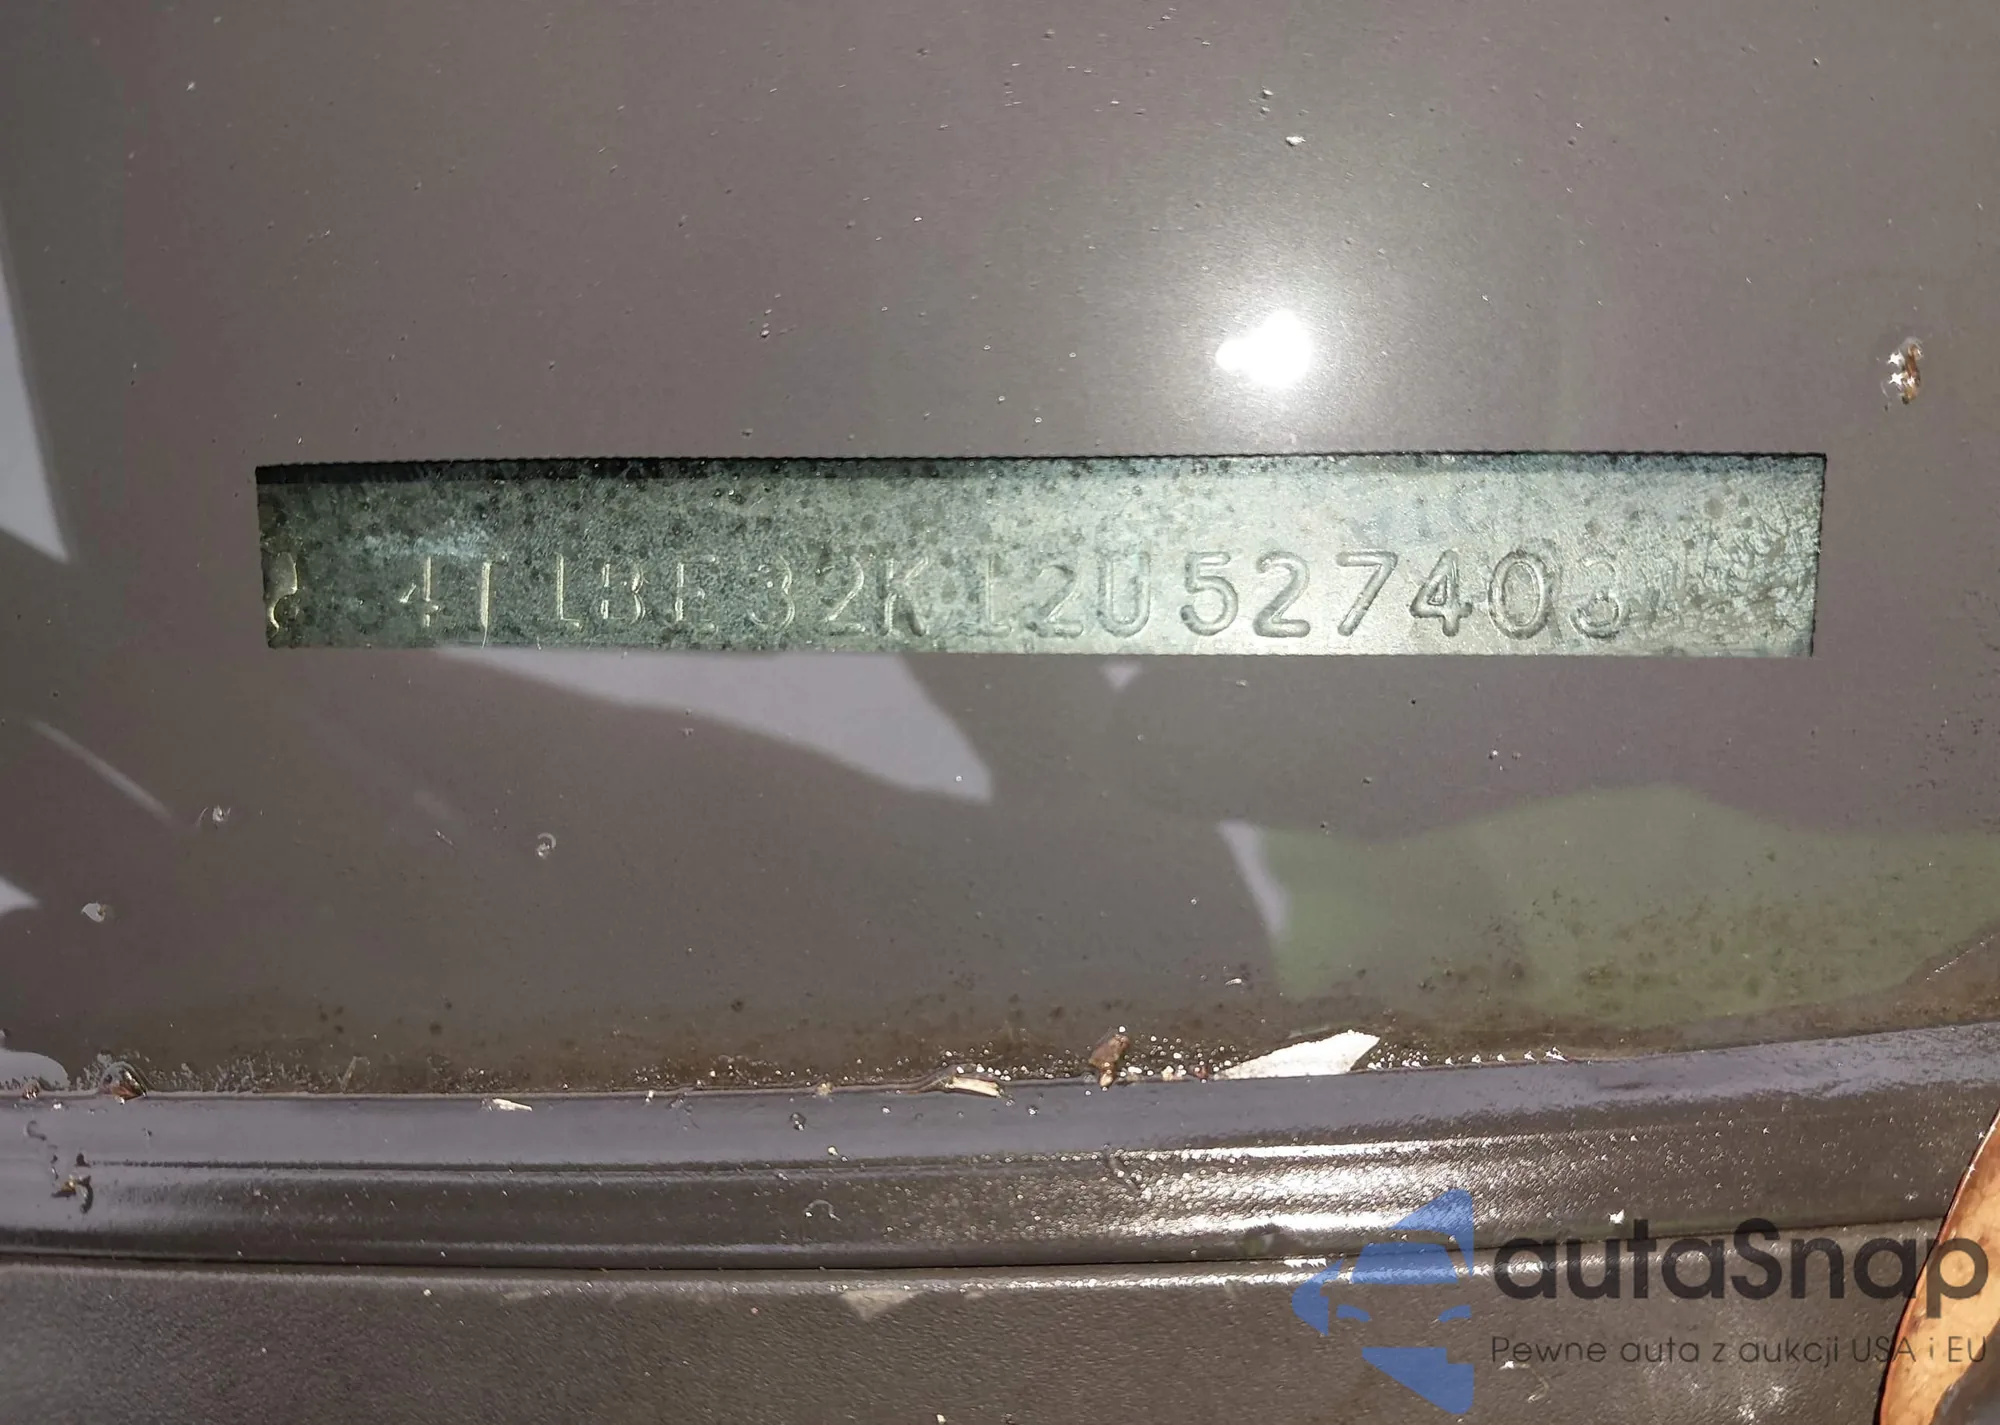 4T1BE32K12U527403
autaSnap
Pewne auta z aukcji USA i EU